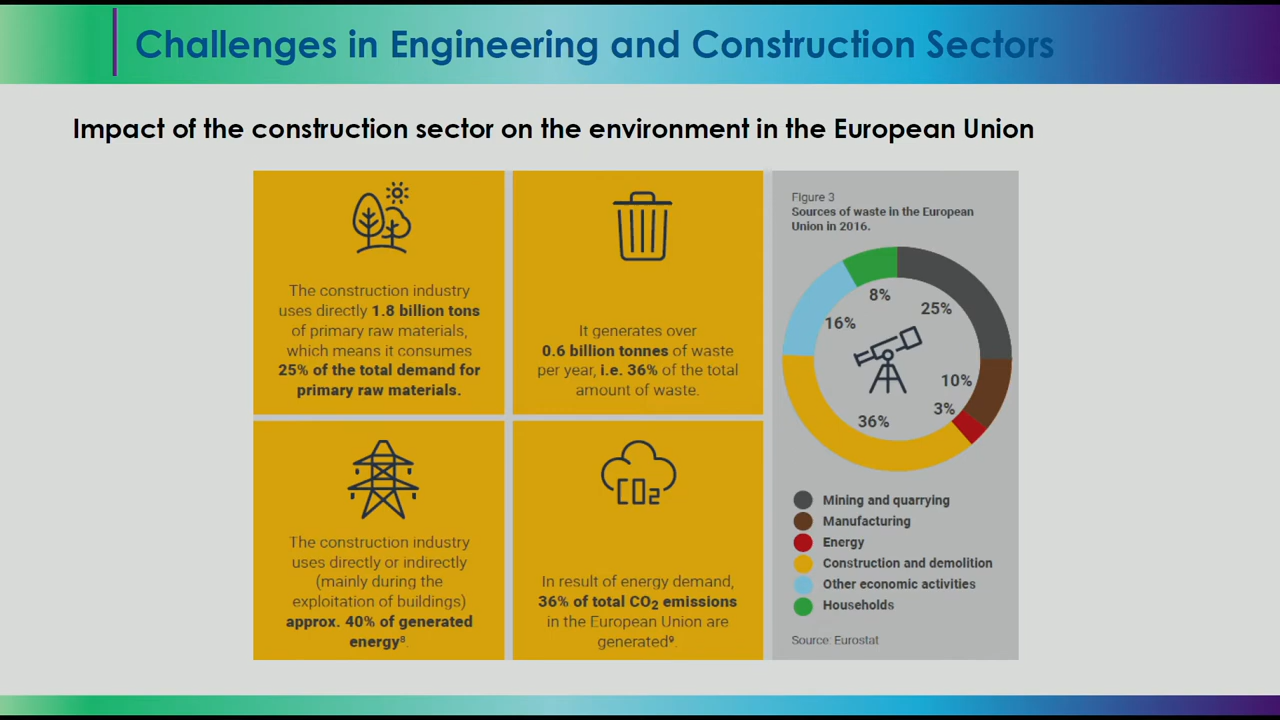 Challenges in Engineering and Construction Sectors
Impact of the construction sector on the environment in the European Union
The construction industry
uses directly 1.8 billion tons
of primary raw materials,
which means it consumes
25% of the total demand for
primary raw materials.
It generates over
0.6 billion tonnes of waste
per year, i.e. 36% of the total
amount of waste.
The construction industry
uses directly or indirectly
(mainly during the
exploitation of buildings)
approx. 40% of generated
energy⁸.
CO₂
In result of energy demand,
36% of total CO₂ emissions
in the European Union are
generated⁹.
Figure 3
Sources of waste in the European
Union in 2016.
8%
25%
16%
10%
3%
36%
Mining and quarrying
Manufacturing
Energy
Construction and demolition
Other economic activities
Households
Source: Eurostat